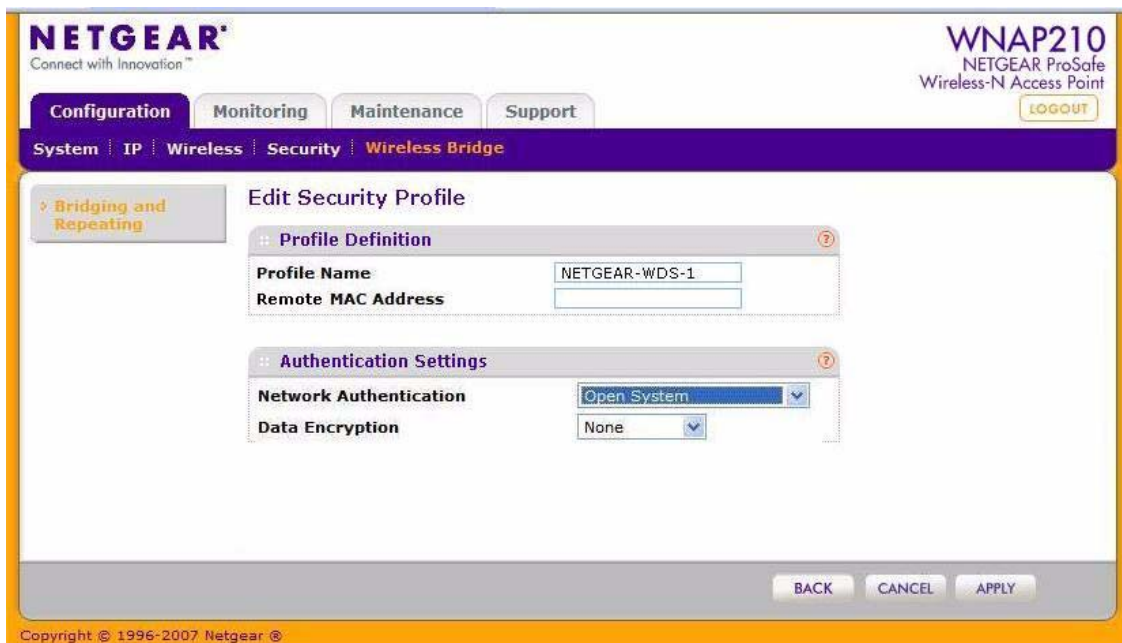 NETGEAR®
Connect with Innovation™
WNAP210
NETGEAR ProSafe
Wireless-N Access Point
LOGOUT
Configuration Monitoring Maintenance Support
System IP Wireless Security Wireless Bridge
Bridging and
Repeating
Edit Security Profile
Profile Definition ?
Profile Name NETGEAR-WDS-1
Remote MAC Address
Authentication Settings ?
Network Authentication Open System
Data Encryption None
BACK CANCEL APPLY
Copyright © 1996-2007 Netgear ®